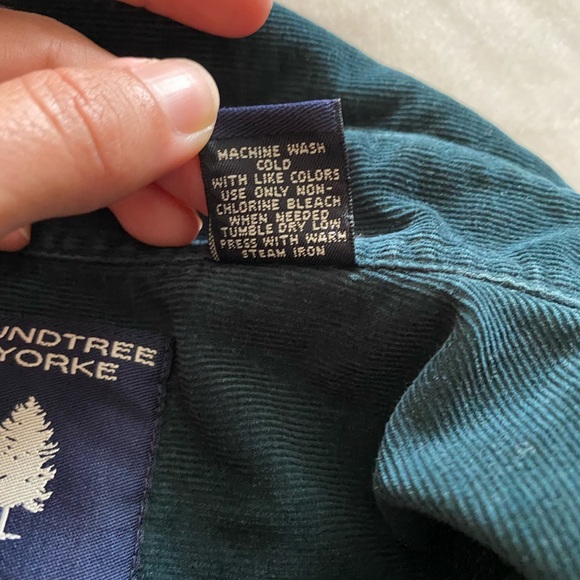 MACHINE WASH
COLD
WITH LIKE COLORS
USE ONLY NON-
CHLORINE BLEACH
WHEN NEEDED
TUMBLE DRY LOW
PRESS WITH WARM
STEAM IRON
UNDTREE
YORKE